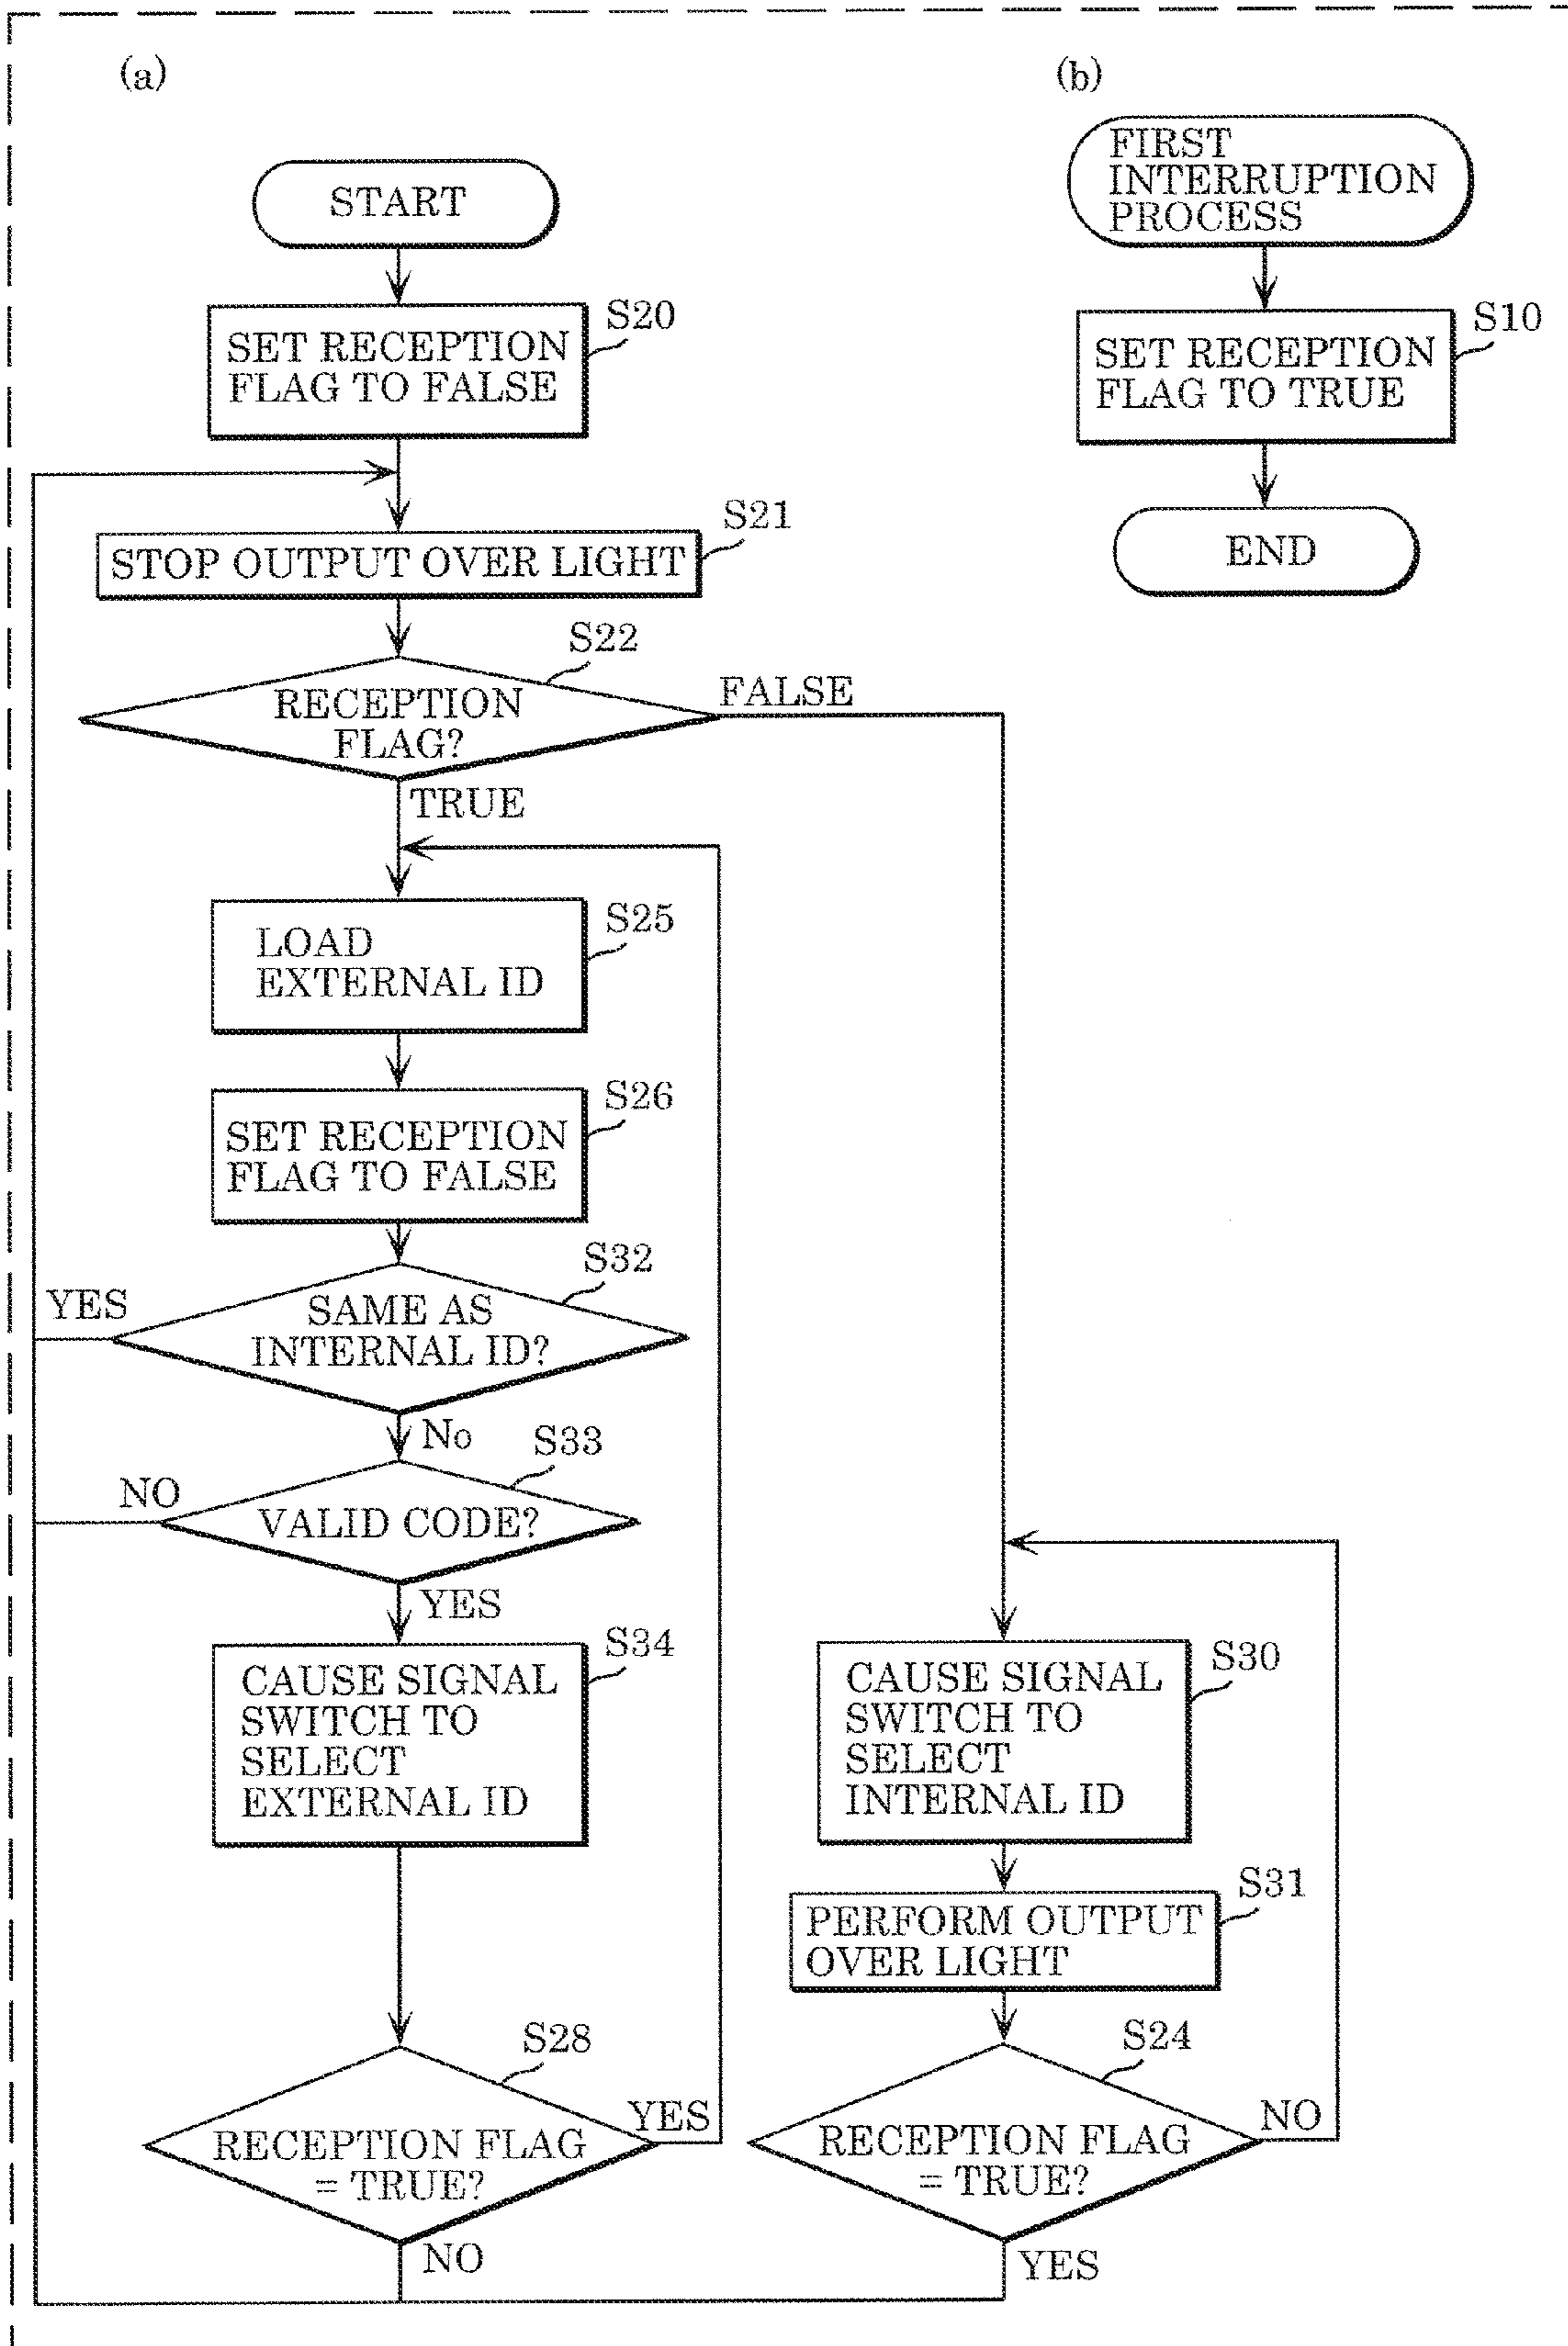 (a)
START
S20
SET RECEPTION
FLAG TO FALSE
S21
STOP OUTPUT OVER LIGHT
S22
RECEPTION
FLAG?
FALSE
TRUE
S25
LOAD
EXTERNAL ID
S26
SET RECEPTION
FLAG TO FALSE
S32
YES
SAME AS
INTERNAL ID?
No
S33
NO
VALID CODE?
YES
S34
CAUSE SIGNAL
SWITCH TO
SELECT
EXTERNAL ID
S28
YES
RECEPTION FLAG
= TRUE?
NO
S30
CAUSE SIGNAL
SWITCH TO
SELECT
INTERNAL ID
S31
PERFORM OUTPUT
OVER LIGHT
S24
NO
RECEPTION FLAG
= TRUE?
YES
(b)
FIRST
INTERRUPTION
PROCESS
S10
SET RECEPTION
FLAG TO TRUE
END